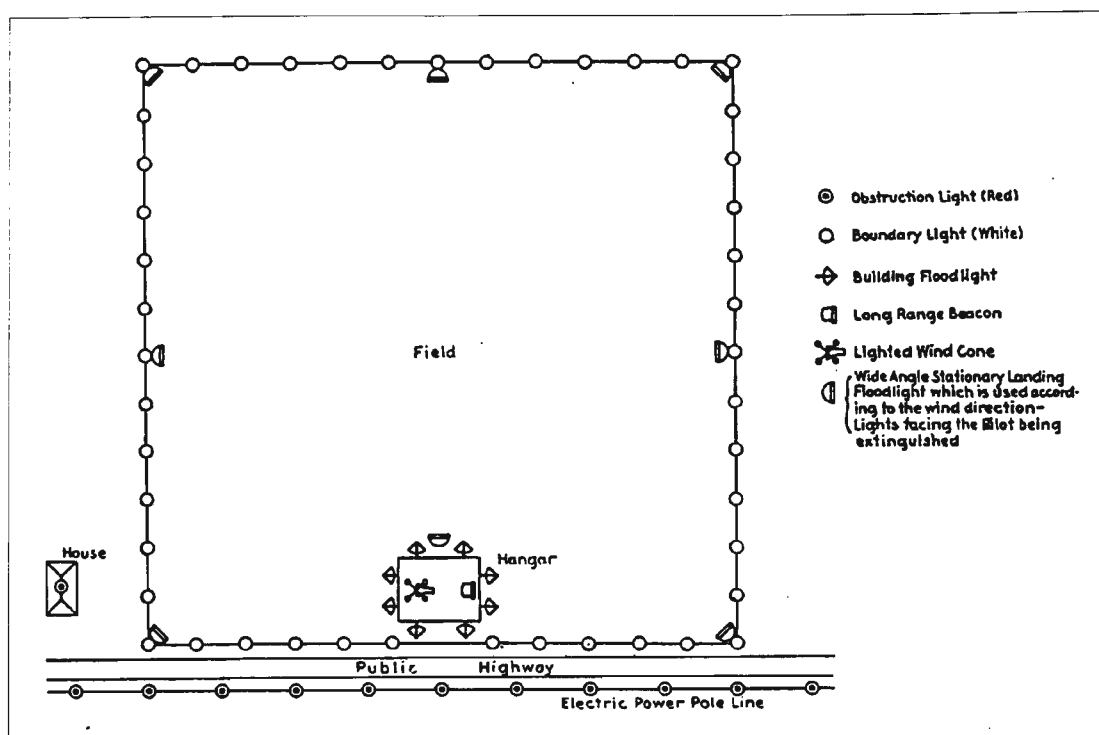 Obstruction Light (Red)
Boundary Light (White)
Building Floodlight
Long Range Beacon
Field
Lighted Wind Cone
Wide Angle Stationary Landing
Floodlight which is used accord-
ing to the wind direction-
Lights facing the Pilot being
extinguished
House
Hangar
Public Highway
Electric Power Pole Line